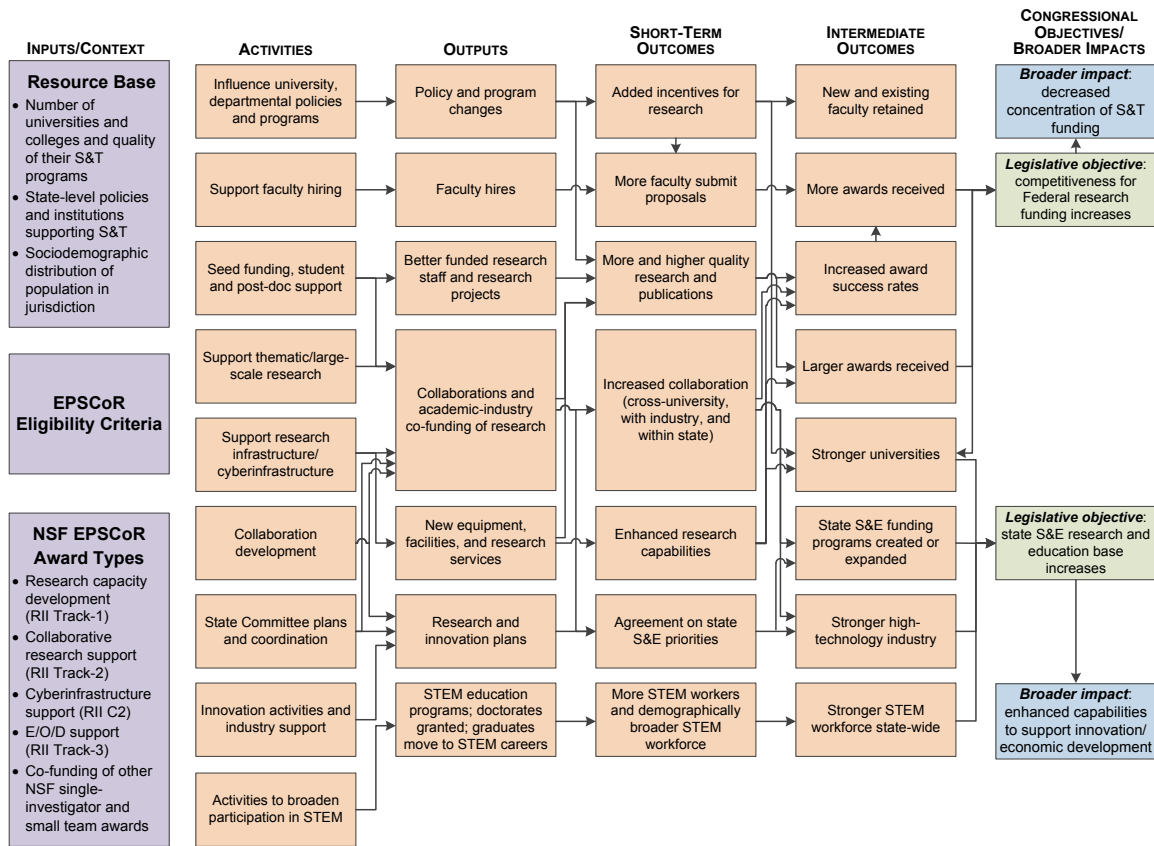 INPUTS/CONTEXT
Resource Base
• Number of
universities and
colleges and quality
of their S&T
programs
• State-level policies
and institutions
supporting S&T
• Sociodemographic
distribution of
population in
jurisdiction
EPSCoR
Eligibility Criteria
NSF EPSCoR
Award Types
• Research capacity
development
(RII Track-1)
• Collaborative
research support
(RII Track-2)
• Cyberinfrastructure
support (RII C2)
• E/O/D support
(RII Track-3)
• Co-funding of other
NSF single-
investigator and
small team awards
ACTIVITIES
Influence university,
departmental policies
and programs
Support faculty hiring
Seed funding, student
and post-doc support
Support thematic/large-
scale research
Support research
infrastructure/
cyberinfrastructure
Collaboration
development
State Committee plans
and coordination
Innovation activities and
industry support
Activities to broaden
participation in STEM
OUTPUTS
Policy and program
changes
Faculty hires
Better funded research
staff and research
projects
Collaborations and
academic-industry
co-funding of research
New equipment,
facilities, and research
services
Research and
innovation plans
STEM education
programs; doctorates
granted; graduates
move to STEM careers
SHORT-TERM
OUTCOMES
Added incentives for
research
More faculty submit
proposals
More and higher quality
research and
publications
Increased collaboration
(cross-university,
with industry, and
within state)
Enhanced research
capabilities
Agreement on state
S&E priorities
More STEM workers
and demographically
broader STEM
workforce
INTERMEDIATE
OUTCOMES
New and existing
faculty retained
More awards received
Increased award
success rates
Larger awards received
Stronger universities
State S&E funding
programs created or
expanded
Stronger high-
technology industry
Stronger STEM
workforce state-wide
CONGRESSIONAL
OBJECTIVES/
BROADER IMPACTS
Broader impact:
decreased
concentration of S&T
funding
Legislative objective:
competitiveness for
Federal research
funding increases
Legislative objective:
state S&E research and
education base
increases
Broader impact:
enhanced capabilities
to support innovation/
economic development